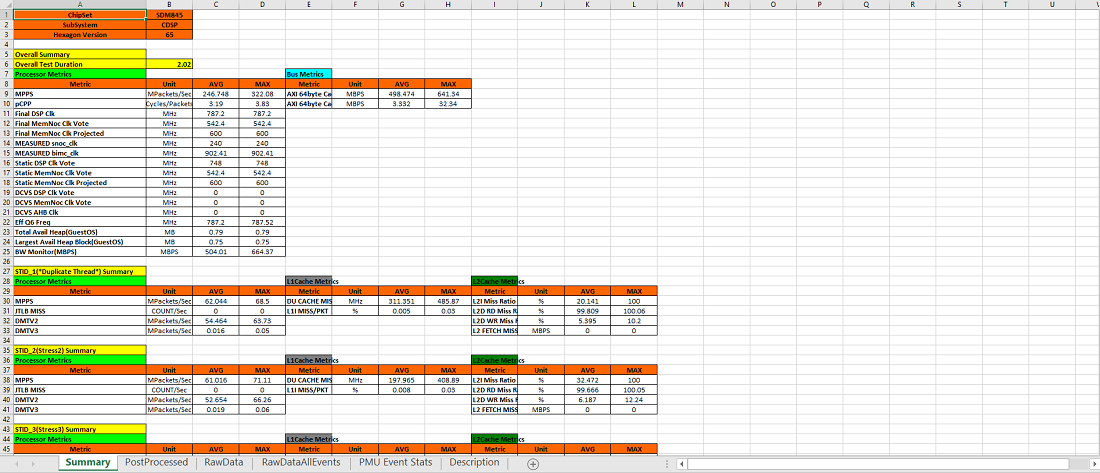 A B C D E F G H I J K L M N O P Q R S T U V
1 ChipSet SDM845
2 SubSystem CDSP
3 Hexagon Version 65
4
5 Overall Summary
6 Overall Test Duration 2.02
7 Processor Metrics Bus Metrics
8 Metric Unit AVG MAX Metric Unit AVG MAX
9 MPPS MPackets/Sec 246.748 322.08 AXI 64byte Ca MBPS 498.474 641.34
10 pCPP Cycles/Packets 3.19 3.83 AXI 64byte Ca MBPS 3.332 32.34
11 Final DSP Clk MHz 787.2 787.2
12 Final MemNoc Clk Vote MHz 542.4 542.4
13 Final MemNoc Clk Projected MHz 600 600
14 MEASURED snoc_clk MHz 240 240
15 MEASURED bimc_clk MHz 902.41 902.41
16 Static DSP Clk Vote MHz 748 748
17 Static MemNoc Clk Vote MHz 542.4 542.4
18 Static MemNoc Clk Projected MHz 600 600
19 DCVS DSP Clk Vote MHz 0 0
20 DCVS MemNoc Clk Vote MHz 0 0
21 DCVS AHB Clk MHz 0 0
22 Eff Q6 Freq MHz 787.2 787.52
23 Total Avail Heap(GuestOS) MB 0.79 0.79
24 Largest Avail Heap Block(GuestOS) MB 0.75 0.75
25 BW Monitor(MBPS) MBPS 504.01 664.37
26
27 STID_1(*Duplicate Thread*) Summary
28 Processor Metrics L1Cache Metrics L2Cache Metrics
29 Metric Unit AVG MAX Metric Unit AVG MAX Metric Unit AVG MAX
30 MPPS MPackets/Sec 62.044 68.5 DU CACHE MIS MHz 311.351 485.87 L2I Miss Ratio % 20.141 100
31 JTLB MISS COUNT/Sec 0 0 L1I MISS/PKT % 0.005 0.03 L2D RD Miss R % 99.809 100.06
32 DMTV2 MPackets/Sec 54.464 63.73 L2D WR Miss % 5.395 10.2
33 DMTV3 MPackets/Sec 0.016 0.05 L2 FETCH MISS MBPS 0 0
34
35 STID_2(Stress2) Summary
36 Processor Metrics L1Cache Metrics L2Cache Metrics
37 Metric Unit AVG MAX Metric Unit AVG MAX Metric Unit AVG MAX
38 MPPS MPackets/Sec 61.016 71.11 DU CACHE MIS MHz 197.965 408.89 L2I Miss Ratio % 32.472 100
39 JTLB MISS COUNT/Sec 0 0 L1I MISS/PKT % 0.008 0.03 L2D RD Miss R % 99.666 100.05
40 DMTV2 MPackets/Sec 52.654 66.26 L2D WR Miss % 6.187 12.24
41 DMTV3 MPackets/Sec 0.019 0.06 L2 FETCH MISS MBPS 0 0
42
43 STID_3(Stress3) Summary
44 Processor Metrics L1Cache Metrics L2Cache Metrics
45 Metric Unit AVG MAX Metric Unit AVG MAX Metric Unit AVG MAX
Summary PostProcessed RawData RawDataAllEvents PMU Event Stats Description